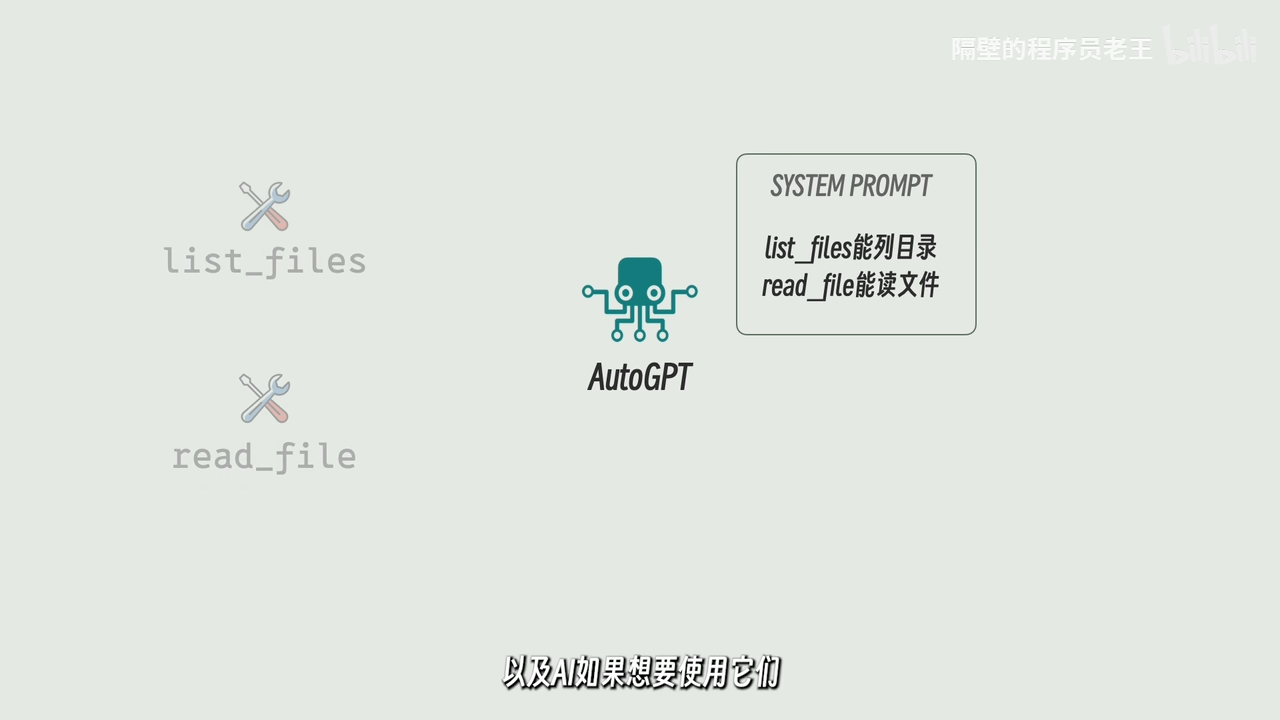 隔壁的程序员老王 bilibili
SYSTEM PROMPT
list_files能列目录
read_file能读文件
list_files
AutoGPT
read_file
以及AI如果想要使用它们